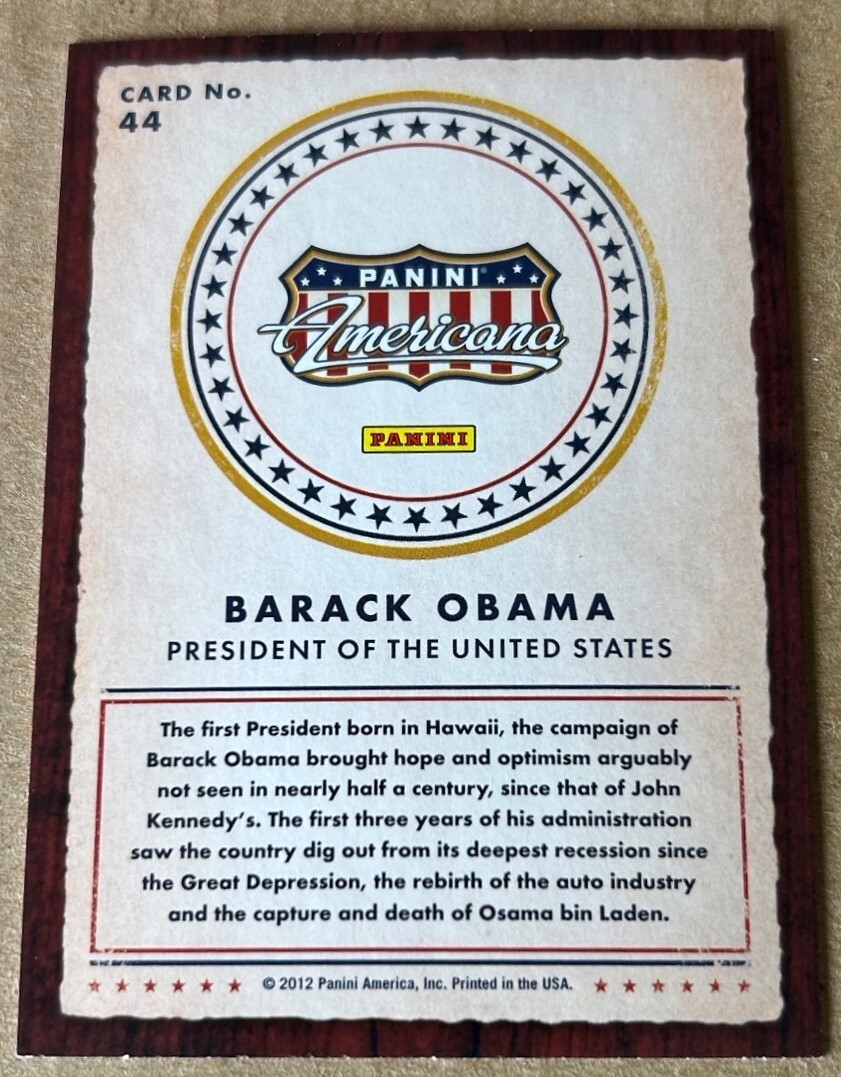 CARD No.
44
PANINI
Americana
PANINI
BARACK OBAMA
PRESIDENT OF THE UNITED STATES
The first President born in Hawaii, the campaign of
Barack Obama brought hope and optimism arguably
not seen in nearly half a century, since that of John
Kennedy's. The first three years of his administration
saw the country dig out from its deepest recession since
the Great Depression, the rebirth of the auto industry
and the capture and death of Osama bin Laden.
© 2012 Panini America, Inc. Printed in the USA.